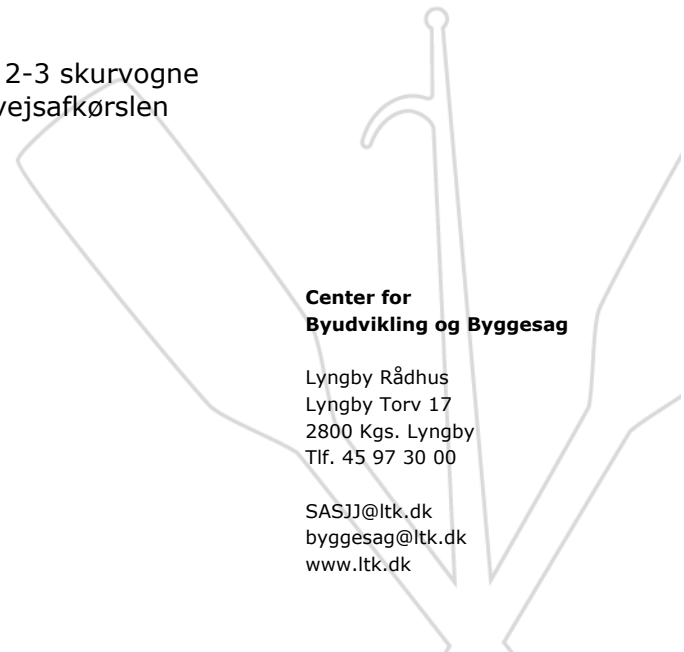 2-3 skurvogne
vejsafkørslen
Center for
Byudvikling og Byggesag
Lyngby Rådhus
Lyngby Torv 17
2800 Kgs. Lyngby
Tlf. 45 97 30 00
SASJJ@ltk.dk
byggesag@ltk.dk
www.ltk.dk